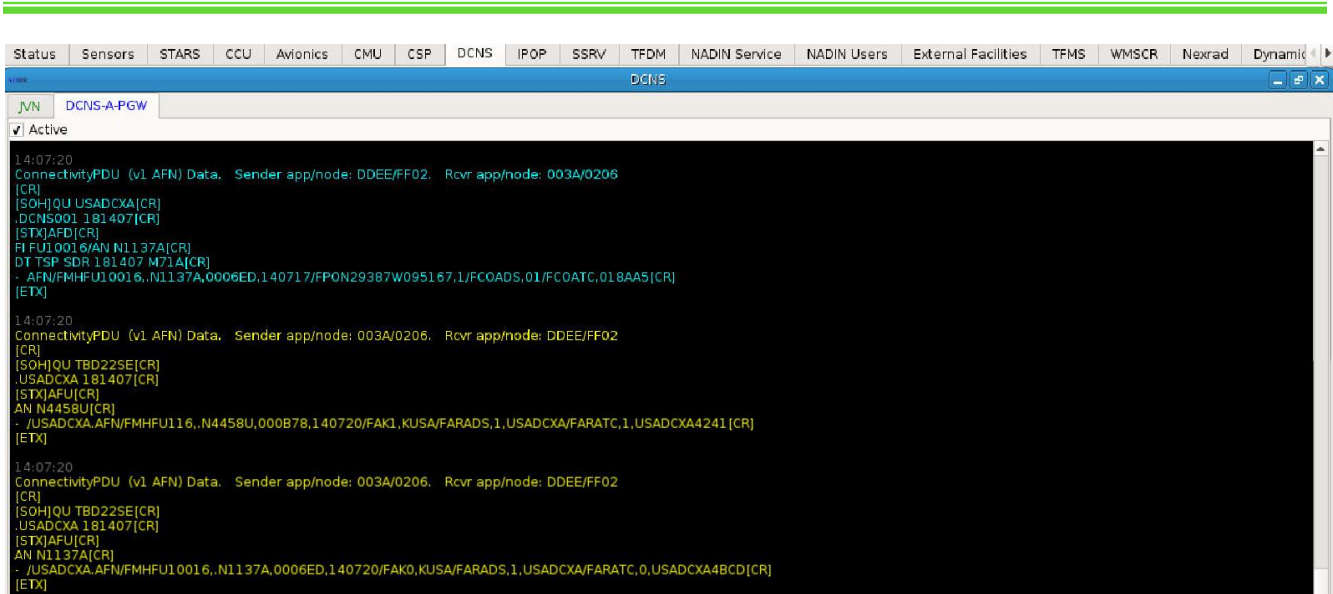 Status Sensors STARS CCU Avionics CMU CSP DCNS IPOP SSRV TFDM NADIN Service NADIN Users External Facilities TFMS WMSCR Nexrad Dynamic
DCNS
JVN DCNS-A-PGW
Active
14:07:20
ConnectivityPDU (v1 AFN) Data. Sender app/node: DDEE/FF02. Rcvr app/node: 003A/0206
[CR]
[SOH]QU USADCXA[CR]
.DCNS001 181407[CR]
[STX]AFD[CR]
FI FU10016/AN N1137A[CR]
DT TSP SDR 181407 M71A[CR]
- AFN/FMHFU10016,.N1137A,0006ED,140717/FPON29387W095167,1/FCOADS,01/FCOATC,018AA5[CR]
[ETX]
14:07:20
ConnectivityPDU (v1 AFN) Data. Sender app/node: 003A/0206. Rcvr app/node: DDEE/FF02
[CR]
[SOH]QU TBD22SE[CR]
.USADCXA 181407[CR]
[STX]AFU[CR]
AN N4458U[CR]
- /USADCXA.AFN/FMHFU116,.N4458U,000B78,140720/FAK1,KUSA/FARADS,1,USADCXA/FARATC,1,USADCXA4241[CR]
[ETX]
14:07:20
ConnectivityPDU (v1 AFN) Data. Sender app/node: 003A/0206. Rcvr app/node: DDEE/FF02
[CR]
[SOH]QU TBD22SE[CR]
.USADCXA 181407[CR]
[STX]AFU[CR]
AN N1137A[CR]
- /USADCXA.AFN/FMHFU10016,.N1137A,0006ED,140720/FAK0,KUSA/FARADS,1,USADCXA/FARATC,0,USADCXA4BCD[CR]
[ETX]